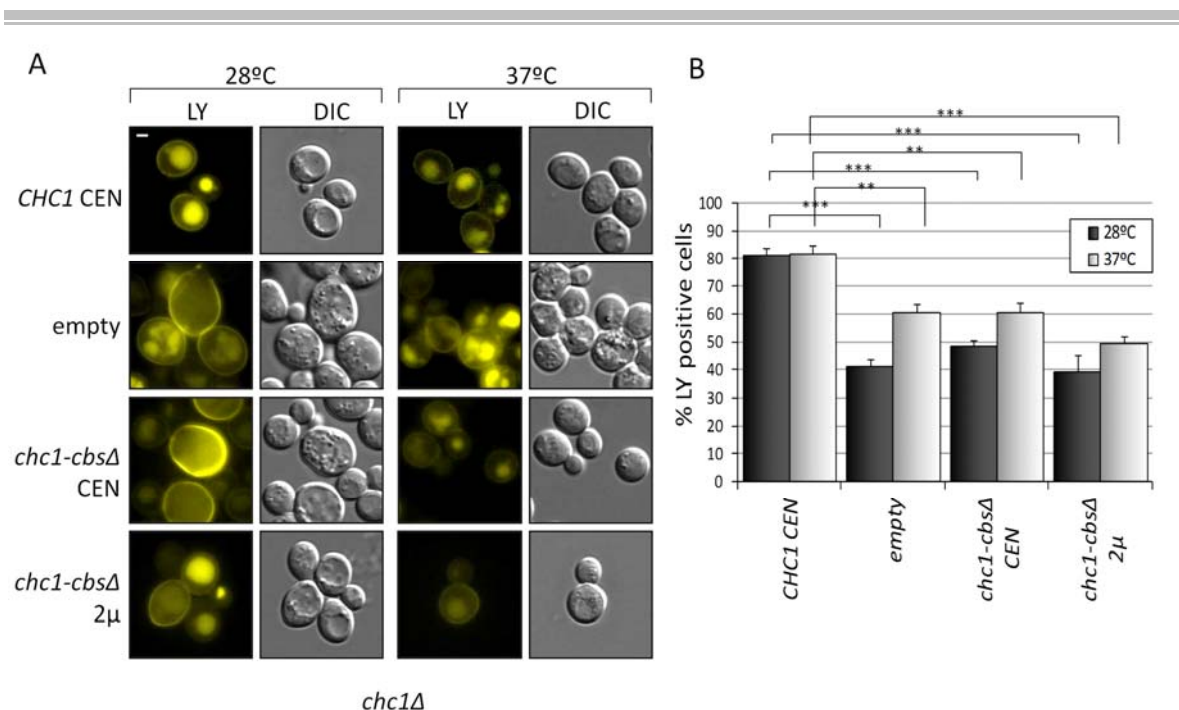 A
28ºC
37ºC
LY
DIC
LY
DIC
CHC1 CEN
empty
chc1-cbsΔ
CEN
chc1-cbsΔ
2µ
chc1Δ
B
***
***
**
***
**
***
% LY positive cells
100
90
80
70
60
50
40
30
20
10
0
28ºC
37ºC
CHC1 CEN
empty
chc1-cbsΔ
CEN
chc1-cbsΔ
2µ